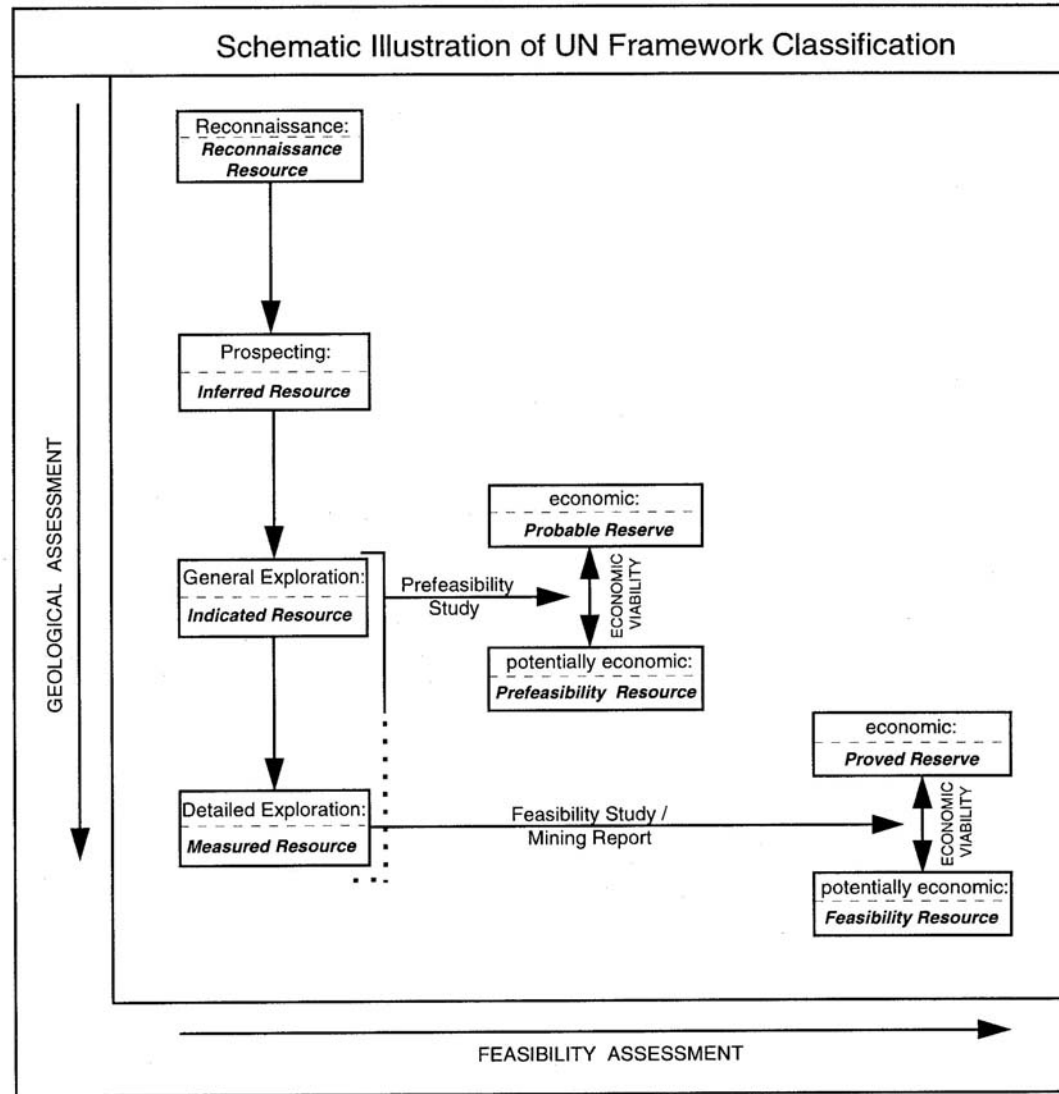 Schematic Illustration of UN Framework Classification
Reconnaissance:
Reconnaissance
Resource
Prospecting:
Inferred Resource
General Exploration:
Indicated Resource
Detailed Exploration:
Measured Resource
Prefeasibility
Study
economic:
Probable Reserve
ECONOMIC
VIABILITY
potentially economic:
Prefeasibility Resource
Feasibility Study /
Mining Report
economic:
Proved Reserve
ECONOMIC
VIABILITY
potentially economic:
Feasibility Resource
GEOLOGICAL ASSESSMENT
FEASIBILITY ASSESSMENT